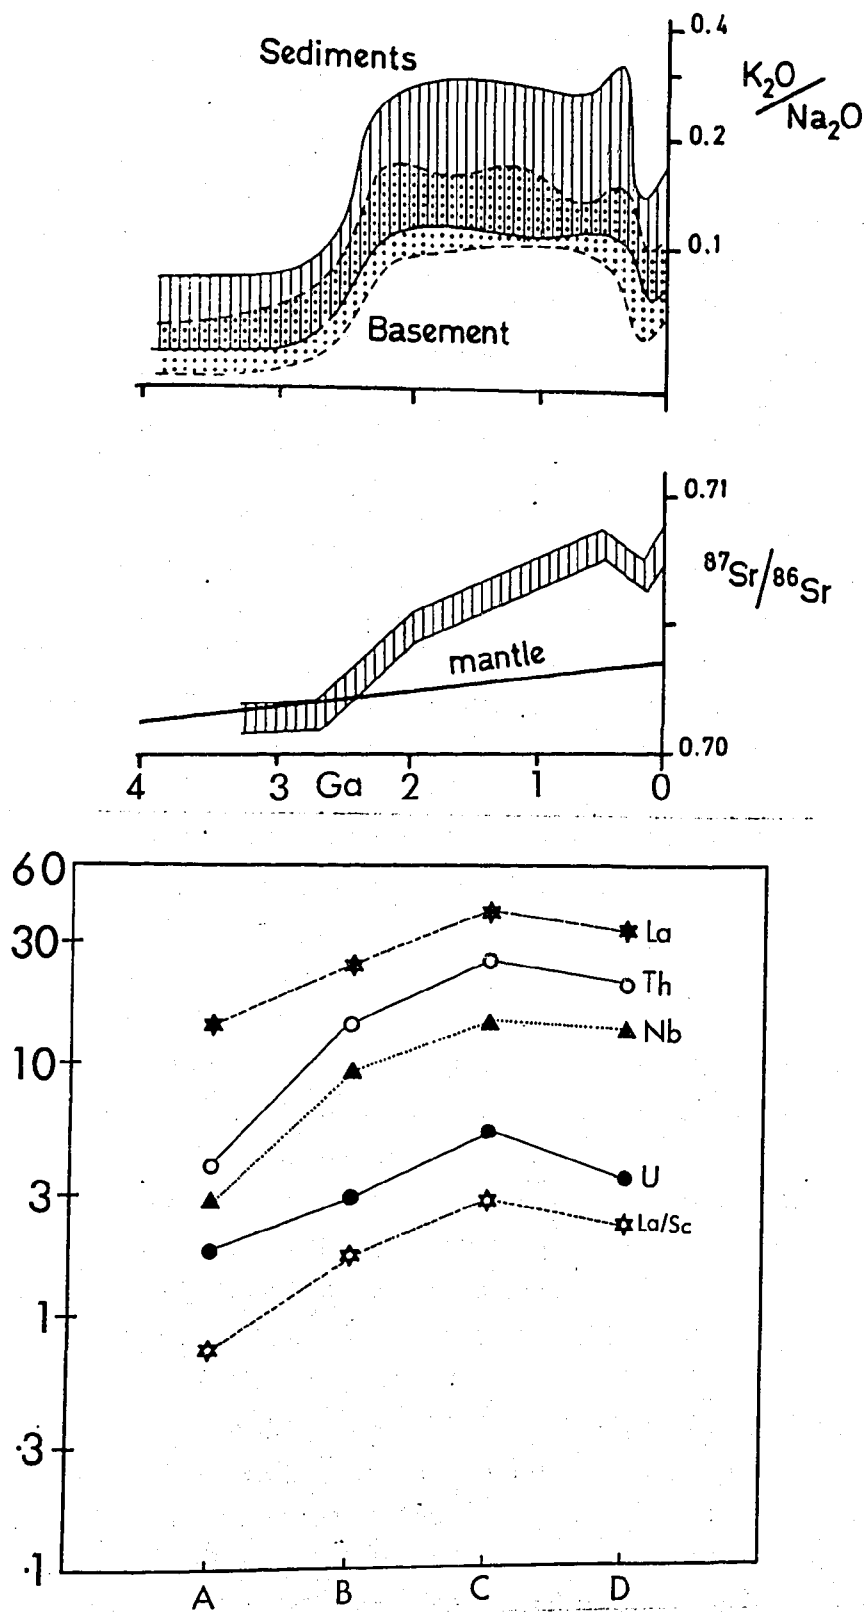 0.4
Sediments
K₂O/Na₂O
0.2
0.1
Basement
0.71
⁸⁷Sr/⁸⁶Sr
mantle
0.70
4 3 Ga 2 1 0
60
La
30
Th
Nb
10
U
3
La/Sc
1
.3
.1
A B C D